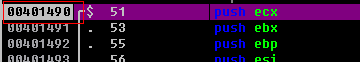 00401490 $ 51 push ecx
00401491 . 53 push ebx
00401492 . 55 push ebp
00401493 . 56 push esi